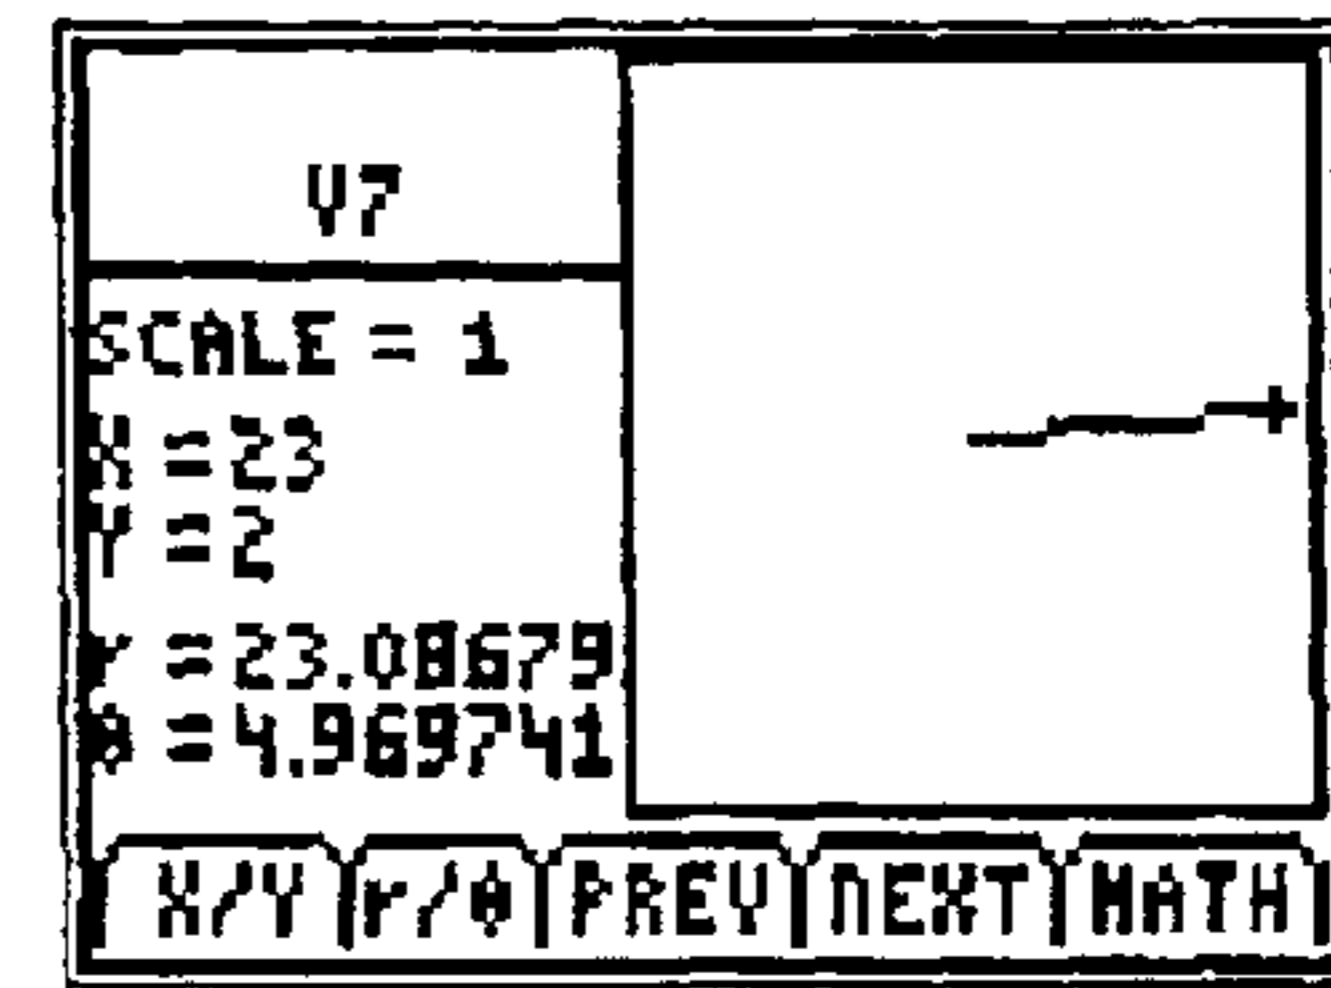 V7
SCALE = 1
X =23
Y =2
r =23.08679
θ =4.969741
X/Y r/θ PREV NEXT MATH